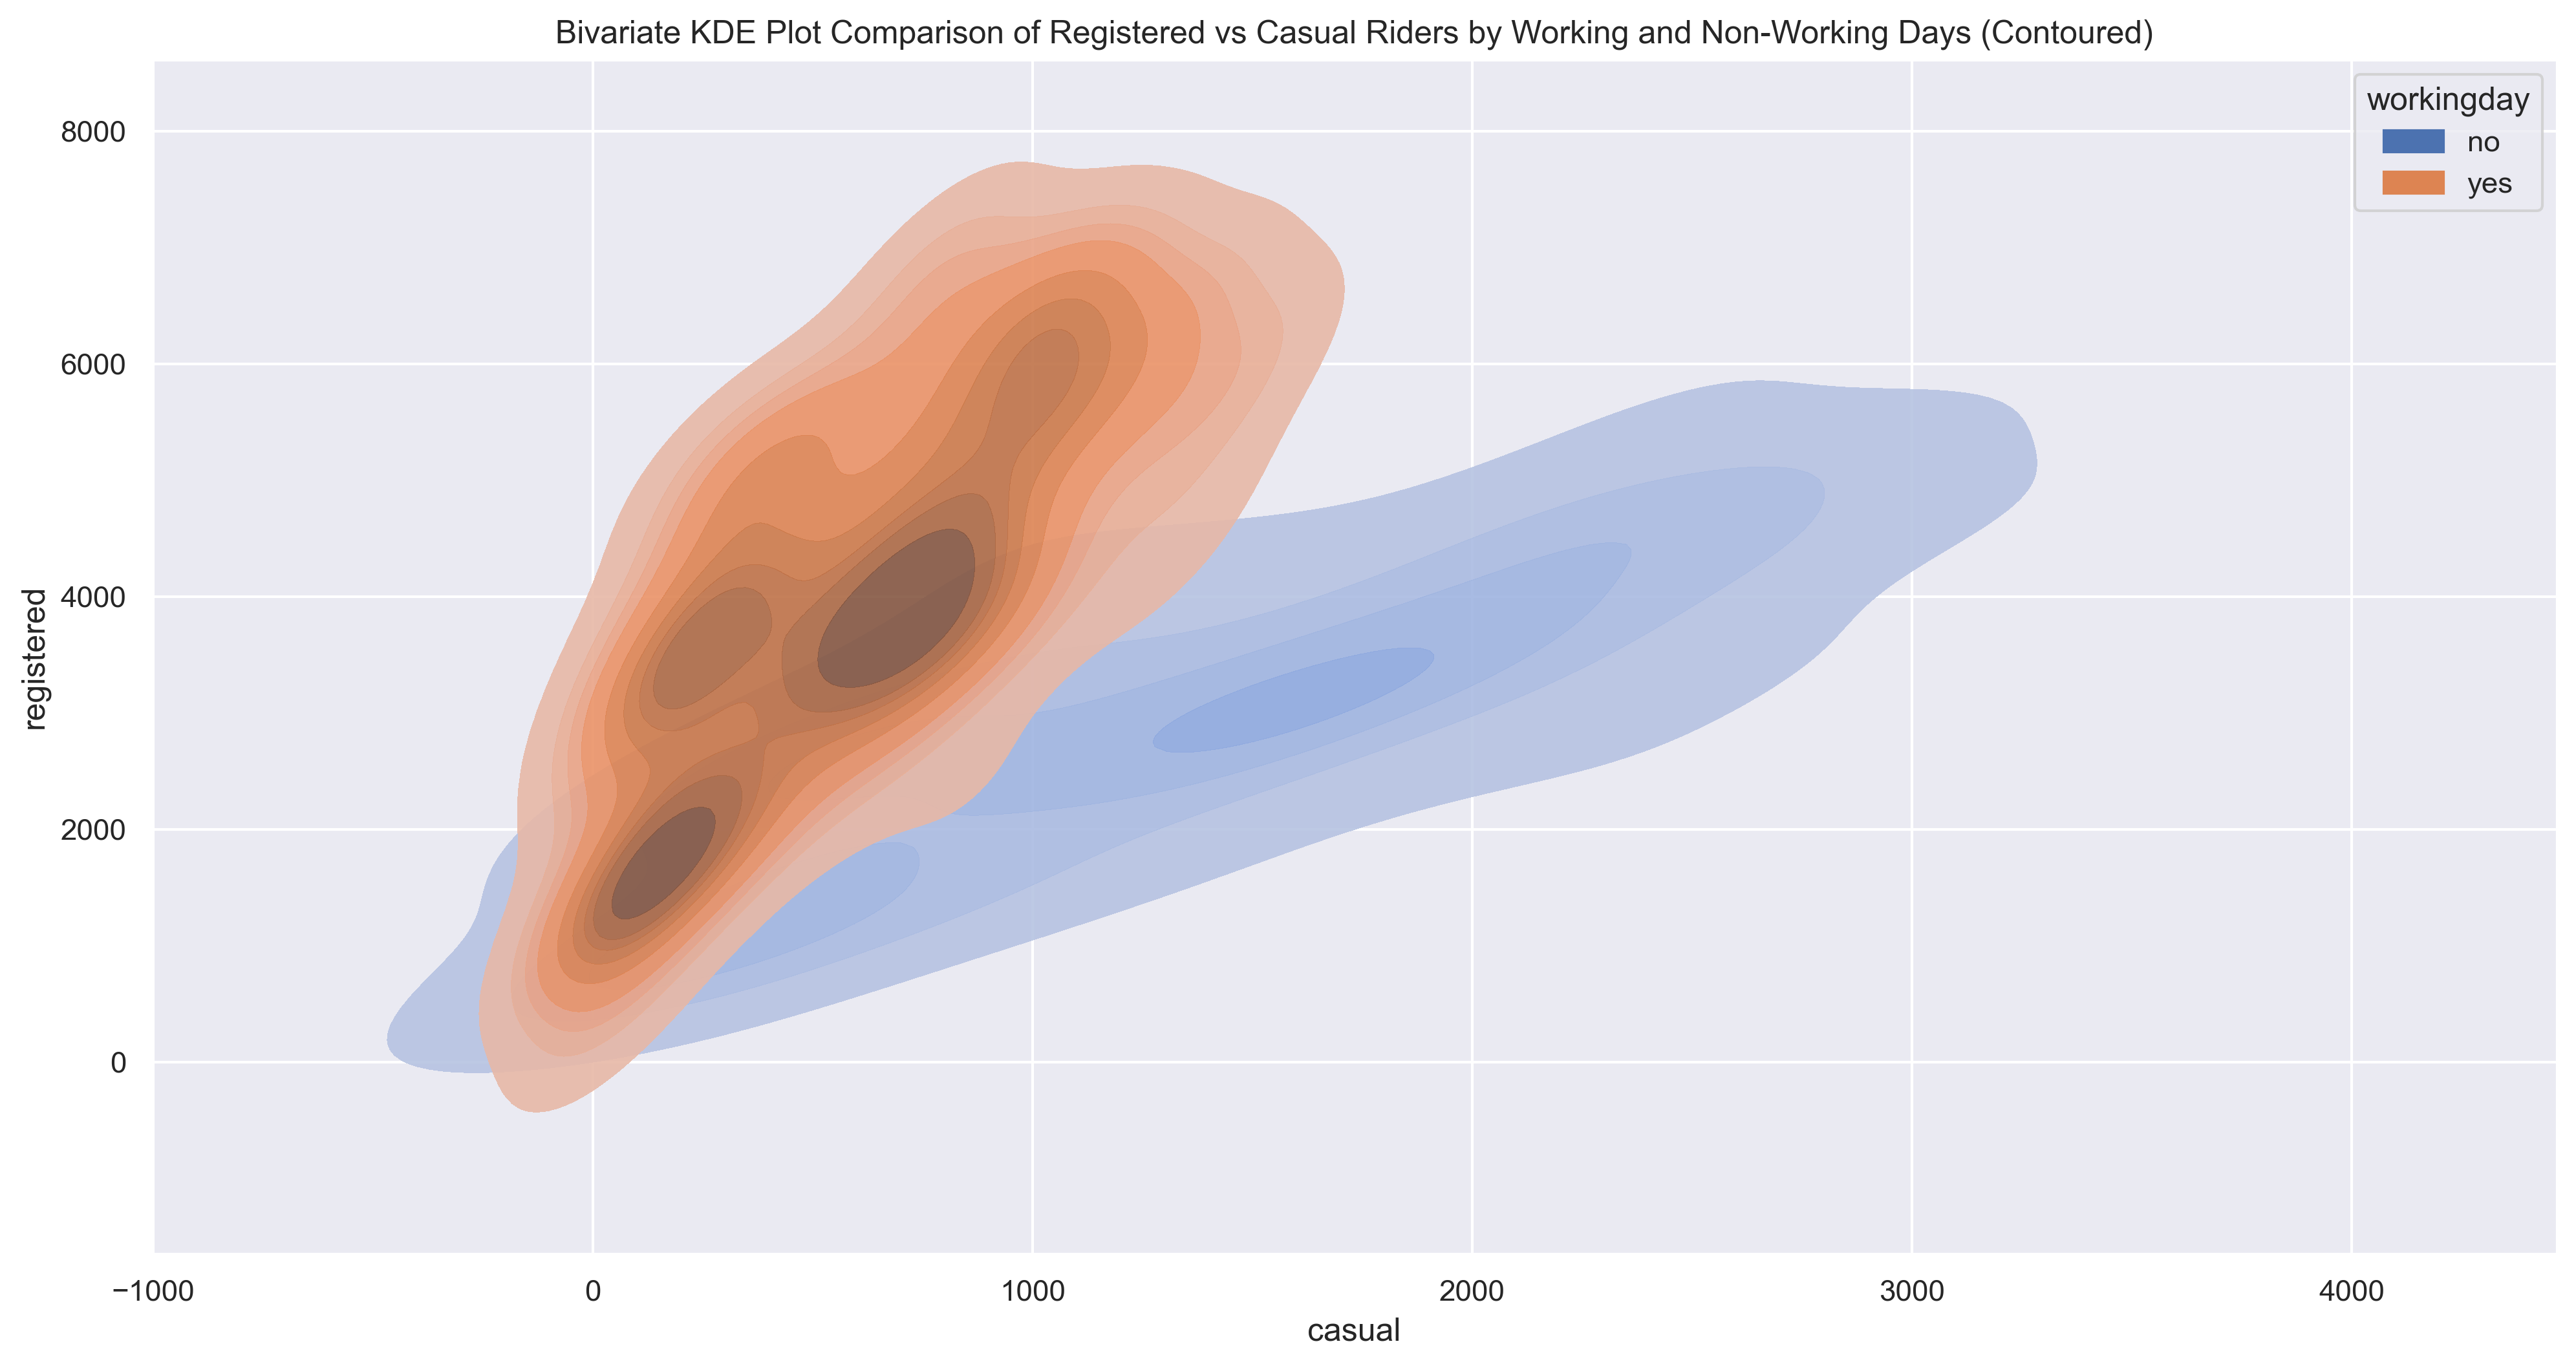 Bivariate KDE Plot Comparison of Registered vs Casual Riders by Working and Non-Working Days (Contoured)
workingday
no
yes
8000
6000
4000
2000
0
registered
−1000
0
1000
2000
3000
4000
casual